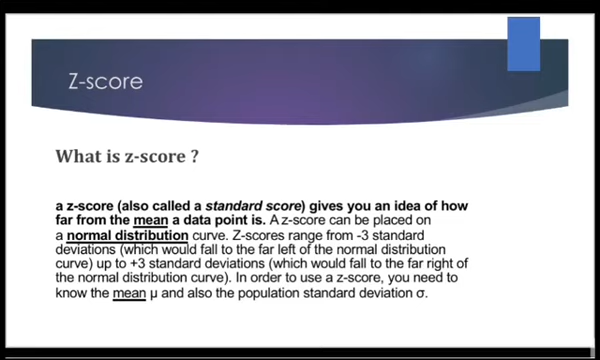 Z-score
What is z-score ?
a z-score (also called a standard score) gives you an idea of how
far from the mean a data point is. A z-score can be placed on
a normal distribution curve. Z-scores range from -3 standard
deviations (which would fall to the far left of the normal distribution
curve) up to +3 standard deviations (which would fall to the far right of
the normal distribution curve). In order to use a z-score, you need to
know the mean μ and also the population standard deviation σ.